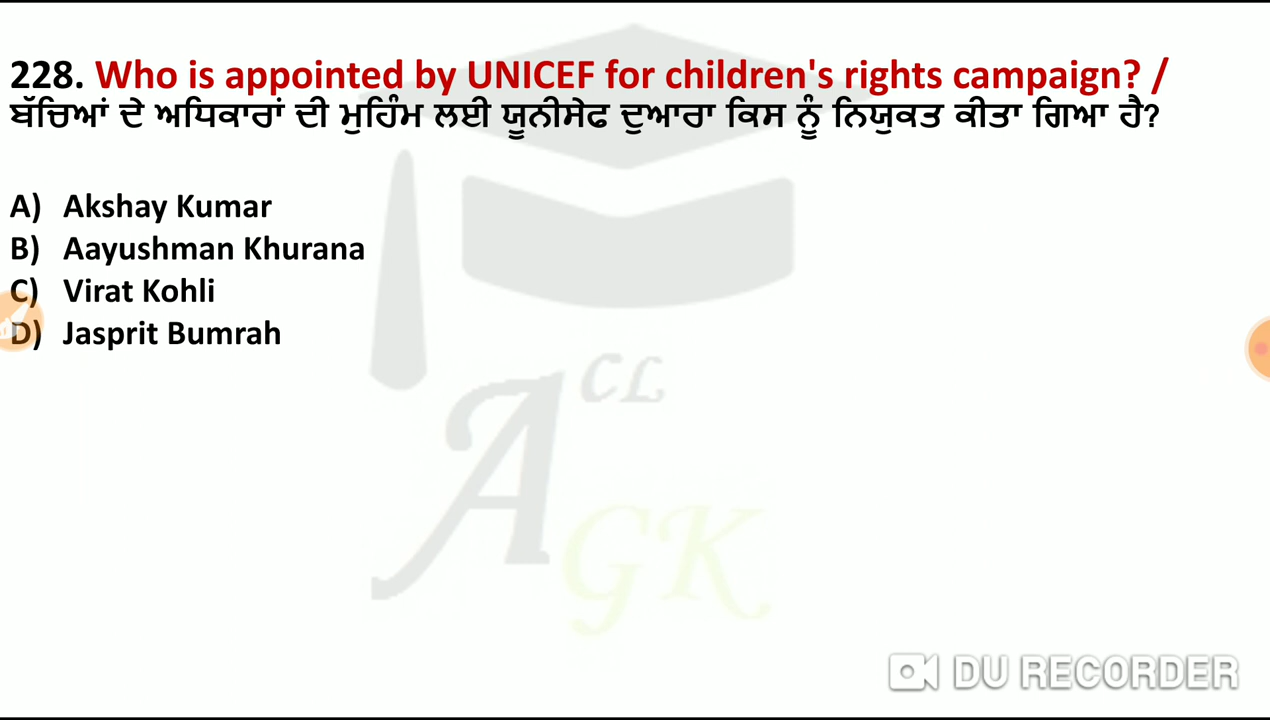 228. Who is appointed by UNICEF for children's rights campaign? /
ਬੱਚਿਆਂ ਦੇ ਅਧਿਕਾਰਾਂ ਦੀ ਮੁਹਿੰਮ ਲਈ ਯੂਨੀਸੇਫ ਦੁਆਰਾ ਕਿਸ ਨੂੰ ਨਿਯੁਕਤ ਕੀਤਾ ਗਿਆ ਹੈ?
A) Akshay Kumar
B) Aayushman Khurana
C) Virat Kohli
D) Jasprit Bumrah
A CL
GK
DU RECORDER